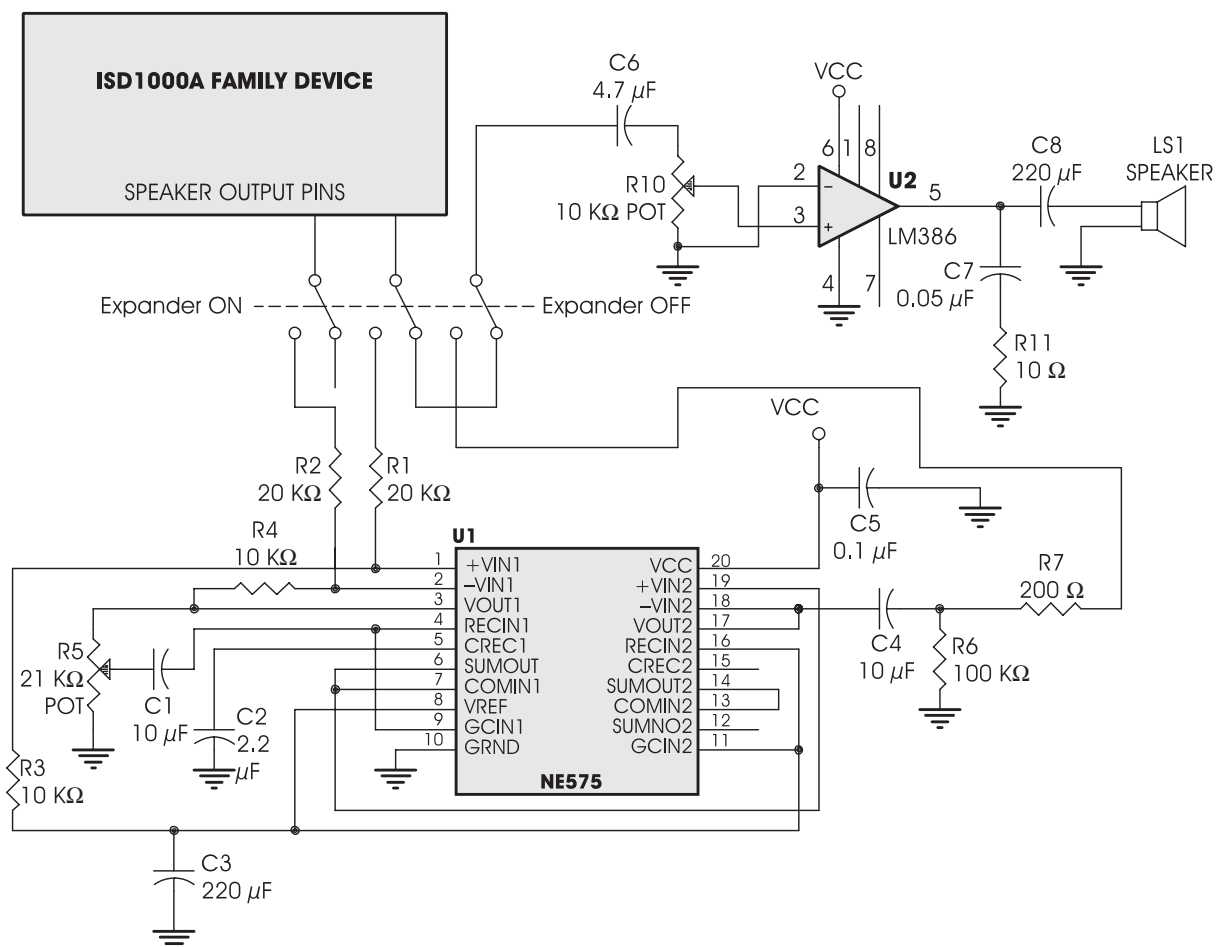 ISD1000A FAMILY DEVICE
SPEAKER OUTPUT PINS
C6
4.7 µF
VCC
6
1
8
2
3
U2
5
LM386
4
7
R10
10 KΩ POT
C8
220 µF
LS1
SPEAKER
C7
0.05 µF
R11
10 Ω
Expander ON
Expander OFF
VCC
R2
20 KΩ
R1
20 KΩ
C5
0.1 µF
R4
10 KΩ
U1
R7
200 Ω
1 +VIN1
2 –VIN1
3 VOUT1
4 RECIN1
5 CREC1
6 SUMOUT
7 COMIN1
8 VREF
9 GCIN1
10 GRND
VCC 20
+VIN2 19
–VIN2 18
VOUT2 17
RECIN2 16
CREC2 15
SUMOUT2 14
COMIN2 13
SUMNO2 12
GCIN2 11
NE575
C4
10 µF
R6
100 KΩ
R5
21 KΩ
POT
C1
10 µF
C2
2.2
µF
R3
10 KΩ
C3
220 µF